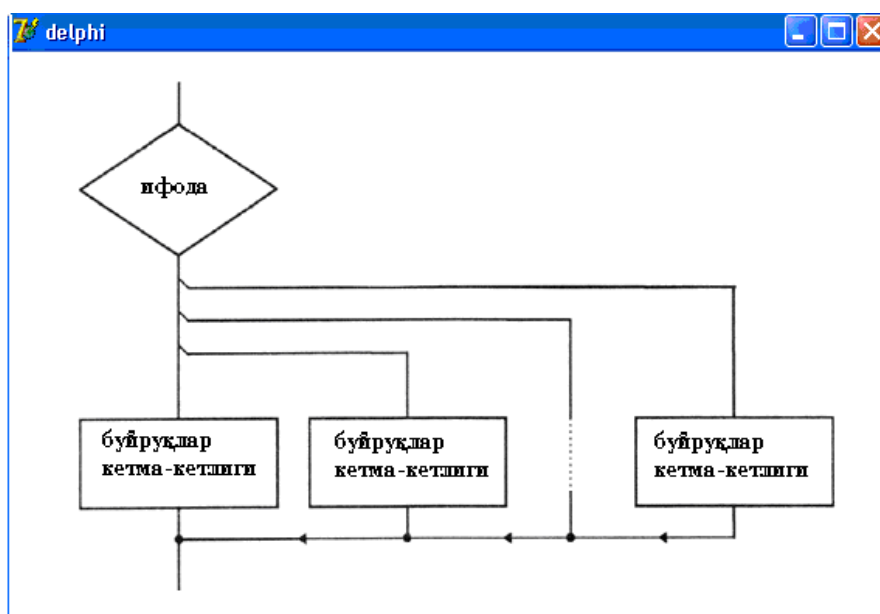 delphi
ифода
буйруқлар
кетма-кетлиги
буйруқлар
кетма-кетлиги
буйруқлар
кетма-кетлиги